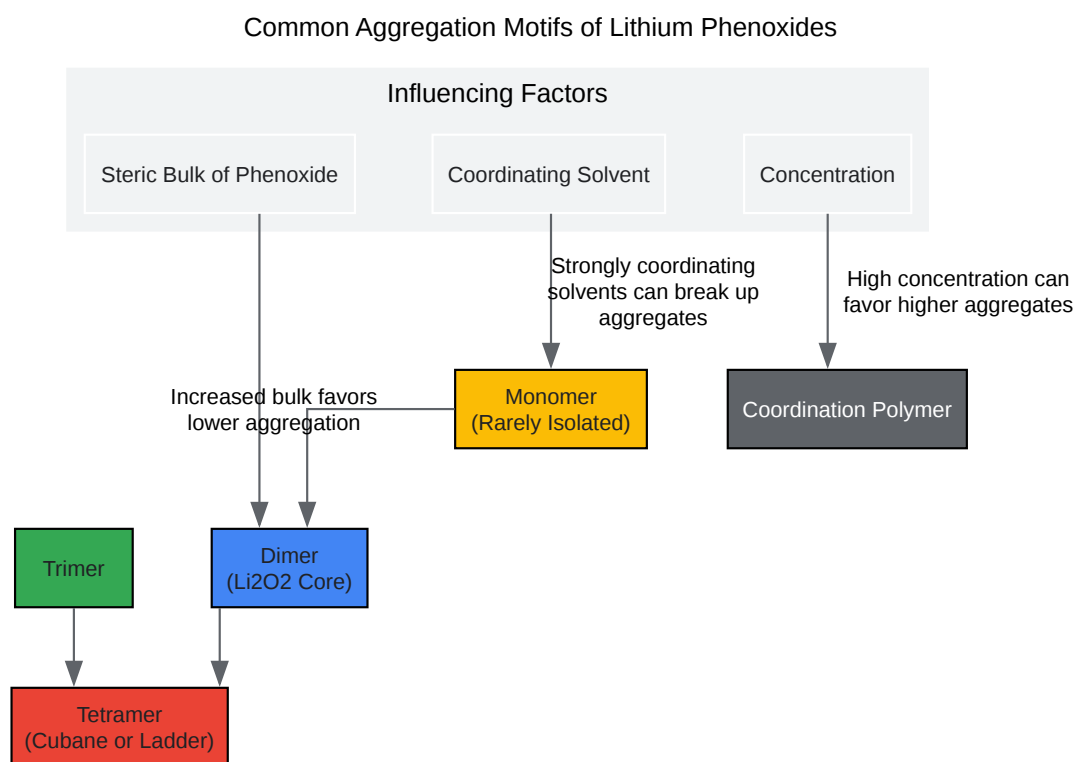 Common Aggregation Motifs of Lithium Phenoxides
Influencing Factors
Steric Bulk of Phenoxide
Coordinating Solvent
Concentration
Strongly coordinating
solvents can break up
aggregates
High concentration can
favor higher aggregates
Increased bulk favors
lower aggregation
Monomer
(Rarely Isolated)
Coordination Polymer
Trimer
Dimer
(Li2O2 Core)
Tetramer
(Cubane or Ladder)